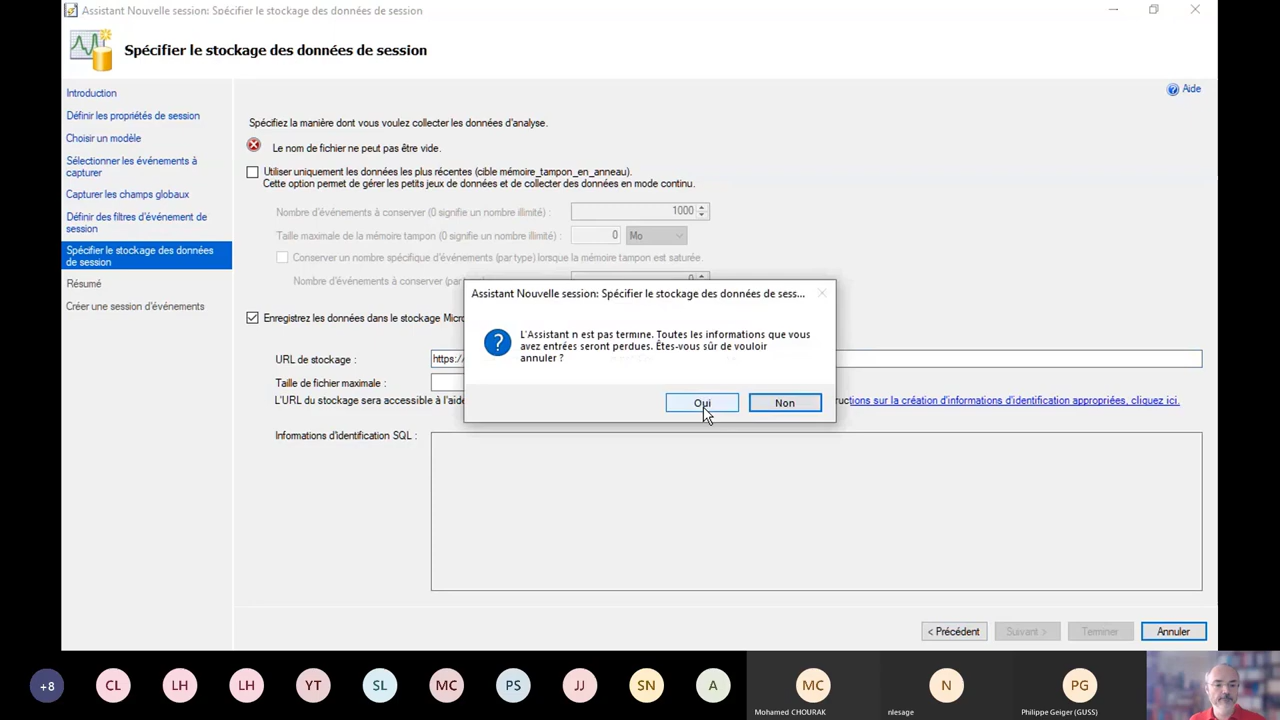 Assistant Nouvelle session: Spécifier le stockage des données de session
Spécifier le stockage des données de session
Introduction
Définir les propriétés de session
Choisir un modèle
Sélectionner les événements à
capturer
Capturer les champs globaux
Définir des filtres d'événement de
session
Spécifier le stockage des données
de session
Résumé
Créer une session d'événements
Aide
Spécifiez la manière dont vous voulez collecter les données d'analyse.
Le nom de fichier ne peut pas être vide.
Utiliser uniquement les données les plus récentes (cible mémoire_tampon_en_anneau).
Cette option permet de gérer les petits jeux de données et de collecter des données en mode continu.
Nombre d'événements à conserver (0 signifie un nombre illimité) : 1000
Taille maximale de la mémoire tampon (0 signifie un nombre illimité) : 0 Mo
Conserver un nombre spécifique d'événements (par type) lorsque la mémoire tampon est saturée.
Nombre d'événements à conserver (par
Assistant Nouvelle session: Spécifier le stockage des données de sess...
L'Assistant n est pas termine. Toutes les informations que vous
avez entrées seront perdues. Êtes-vous sûr de vouloir
annuler ?
Oui Non
Enregistrez les données dans le stockage Micr
URL de stockage : https:/
Taille de fichier maximale :
L'URL du stockage sera accessible à l'aide
uctions sur la création d'informations d'identification appropriées, cliquez ici.
Informations d'identification SQL :
< Précédent Suivant > Terminer Annuler
+8 CL LH LH YT SL MC PS JJ SN A MC N PG
Mohamed CHOURAK nlesage Philippe Geiger (GUSS)